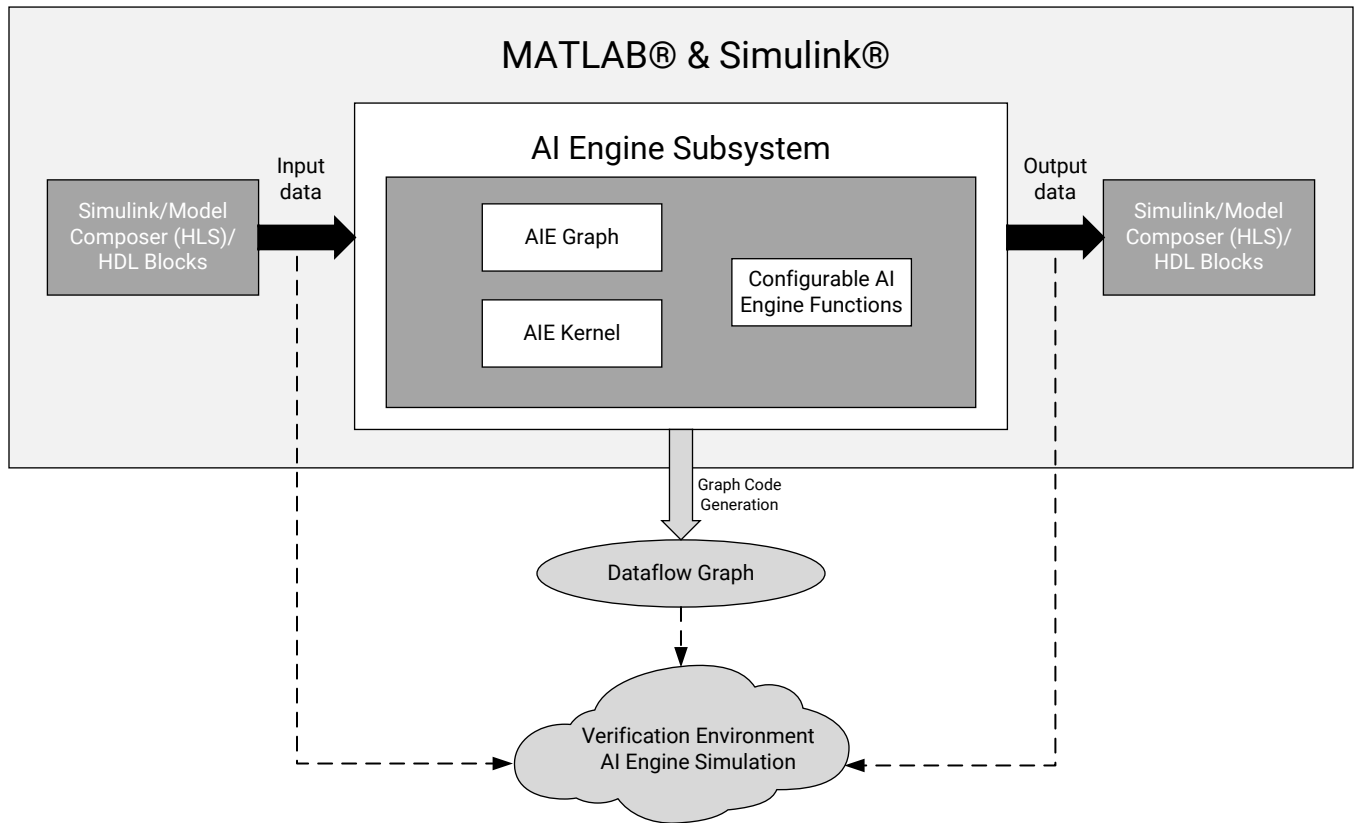 MATLAB® & Simulink®
AI Engine Subsystem
Input
data
Output
data
Simulink/Model
Composer (HLS)/
HDL Blocks
AIE Graph
AIE Kernel
Configurable AI
Engine Functions
Simulink/Model
Composer (HLS)/
HDL Blocks
Graph Code
Generation
Dataflow Graph
Verification Environment
AI Engine Simulation